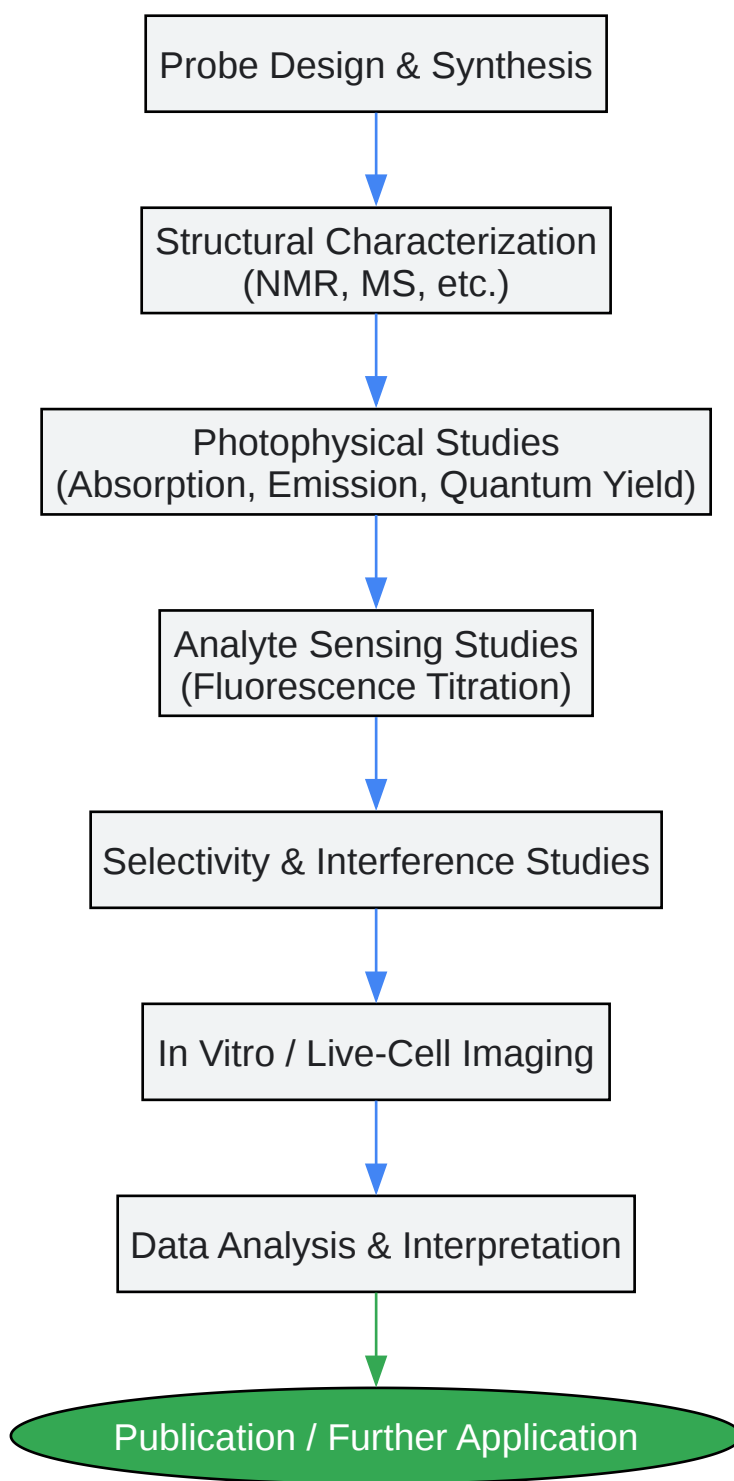 Probe Design & Synthesis
Structural Characterization
(NMR, MS, etc.)
Photophysical Studies
(Absorption, Emission, Quantum Yield)
Analyte Sensing Studies
(Fluorescence Titration)
Selectivity & Interference Studies
In Vitro / Live-Cell Imaging
Data Analysis & Interpretation
Publication / Further Application